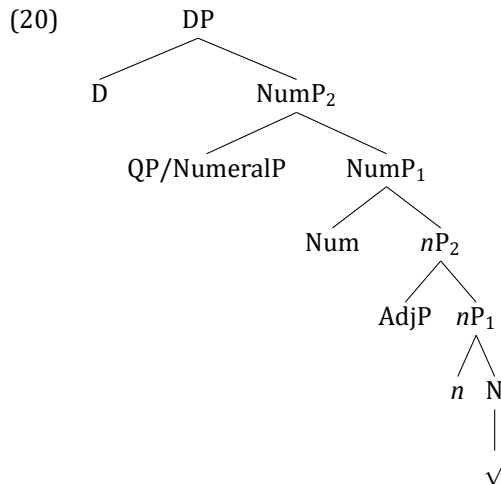 (20) DP
D NumP₂
QP/NumeralP NumP₁
Num nP₂
AdjP nP₁
n N
√